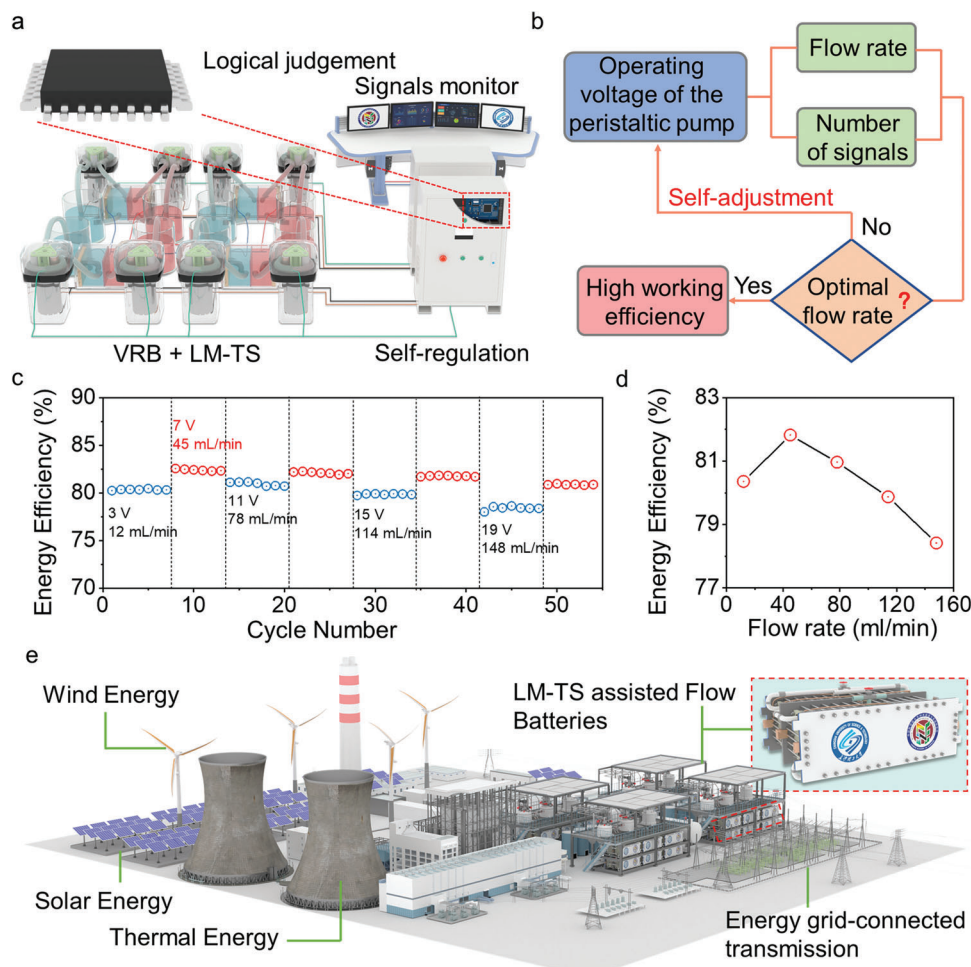 a
Logical judgement
Signals monitor
VRB + LM-TS
Self-regulation
b
Operating
voltage of the
peristaltic pump
Flow rate
Number
of signals
Self-adjustment
No
Yes
High working
efficiency
Optimal
flow rate
?
c
Energy Efficiency (%)
90
85
80
75
70
7 V
45 mL/min
3 V
12 mL/min
11 V
78 mL/min
15 V
114 mL/min
19 V
148 mL/min
0
10
20
30
40
50
Cycle Number
d
Energy Efficiency (%)
83
81
79
77
0
40
80
120
160
Flow rate (ml/min)
e
Wind Energy
LM-TS assisted Flow
Batteries
Solar Energy
Thermal Energy
Energy grid-connected
transmission